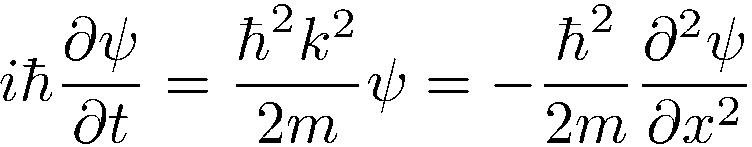 iℏ ∂ψ/∂t = ℏ²k²/2m ψ = − ℏ²/2m ∂²ψ/∂x²